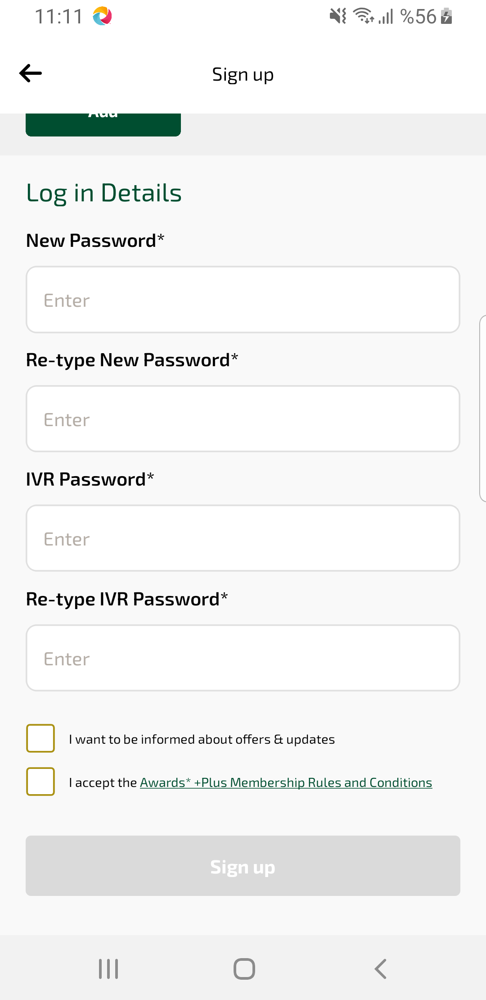 11:11 %56
Sign up
Add
Log in Details
New Password*
Enter
Re-type New Password*
Enter
IVR Password*
Enter
Re-type IVR Password*
Enter
I want to be informed about offers & updates
I accept the Awards* +Plus Membership Rules and Conditions
Sign up